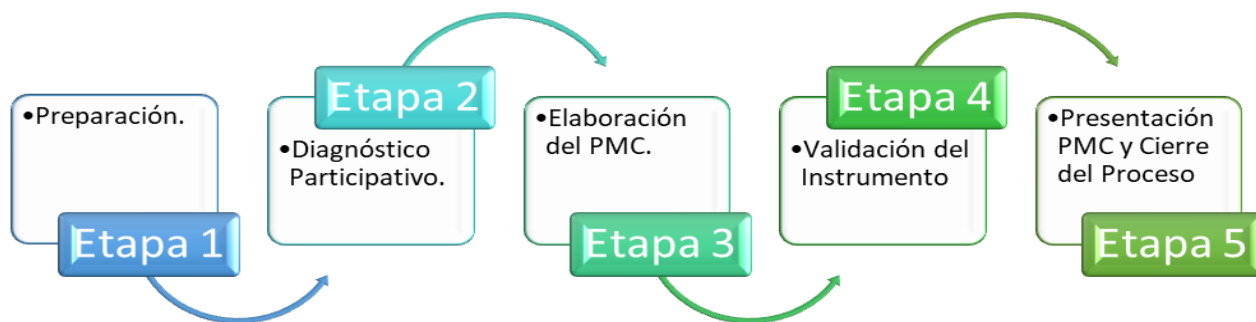 •Preparación.
Etapa 1
Etapa 2
•Diagnóstico
Participativo.
•Elaboración
del PMC.
Etapa 3
Etapa 4
•Validación del
Instrumento
•Presentación
PMC y Cierre
del Proceso
Etapa 5